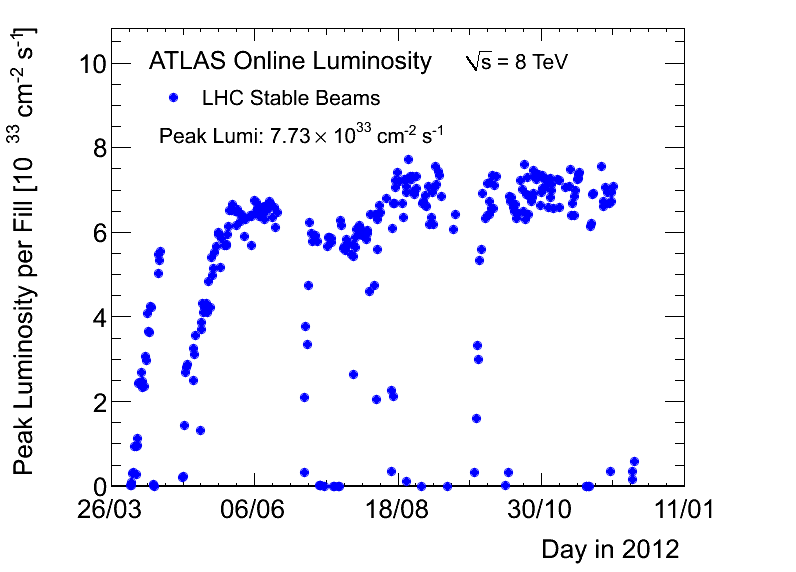 Peak Luminosity per Fill [10³³ cm⁻² s⁻¹]
ATLAS Online Luminosity √s = 8 TeV
LHC Stable Beams
Peak Lumi: 7.73 × 10³³ cm⁻² s⁻¹
10
8
6
4
2
0
26/03 06/06 18/08 30/10 11/01
Day in 2012